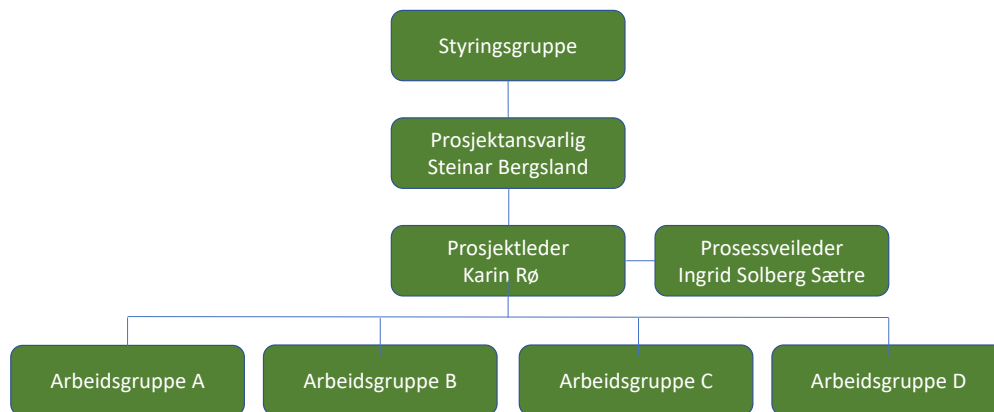 Styringsgruppe
Prosjektansvarlig
Steinar Bergsland
Prosjektleder
Karin Rø
Prosessveileder
Ingrid Solberg Sætre
Arbeidsgruppe A
Arbeidsgruppe B
Arbeidsgruppe C
Arbeidsgruppe D